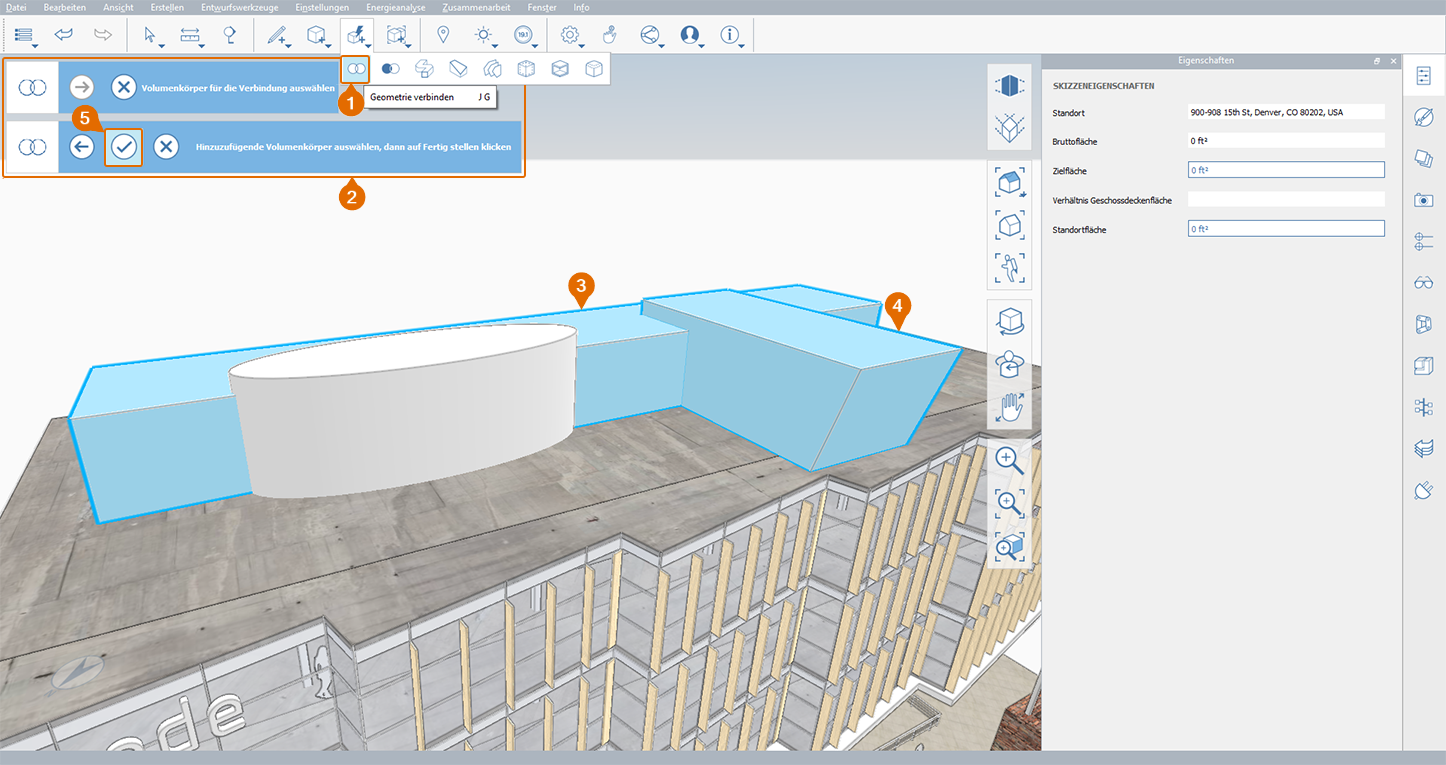 Datei Bearbeiten Ansicht Erstellen Entwurfswerkzeuge Einstellungen Energieanalyse Zusammenarbeit Fenster Info
191
Eigenschaften
Volumenkörper für die Verbindung auswählen
1
Geometrie verbinden J G
5
Hinzuzufügende Volumenkörper auswählen, dann auf Fertig stellen klicken
2
3
4
SKIZZENEIGENSCHAFTEN
Standort 900-908 15th St, Denver, CO 80202, USA
Bruttofläche 0 ft²
Zielfläche 0 ft²
Verhältnis Geschossdeckenfläche
Standortfläche 0 ft²
ode